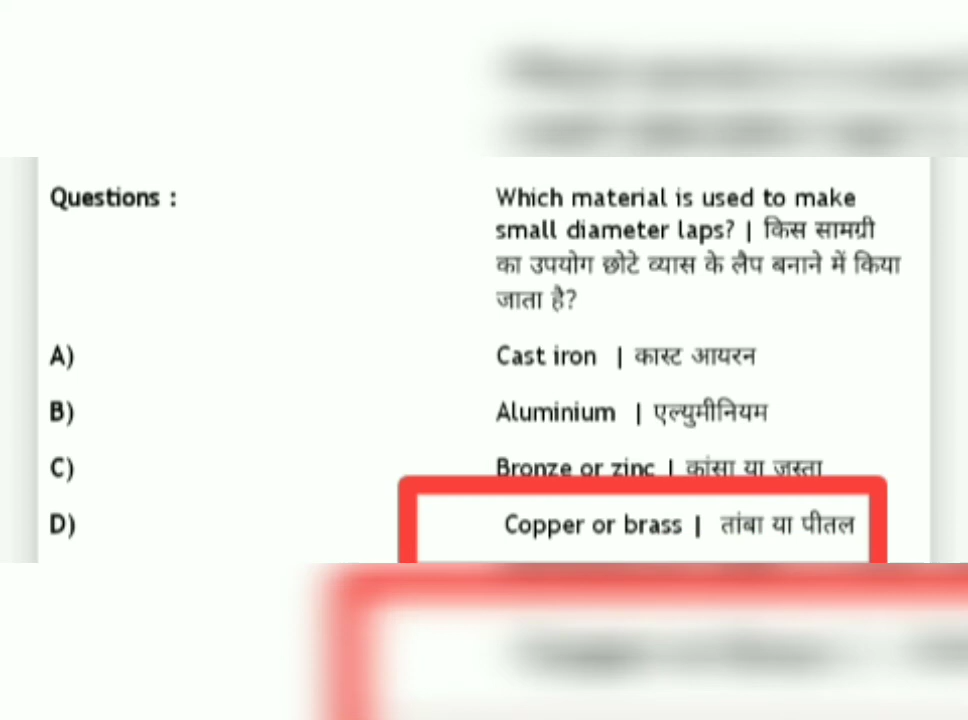 Questions :
Which material is used to make
small diameter laps? | किस सामग्री
का उपयोग छोटे व्यास के लैप बनाने में किया
जाता है?
A) Cast iron | कास्ट आयरन
B) Aluminium | एल्युमीनियम
C) Bronze or zinc | कांसा या जस्ता
D) Copper or brass | तांबा या पीतल